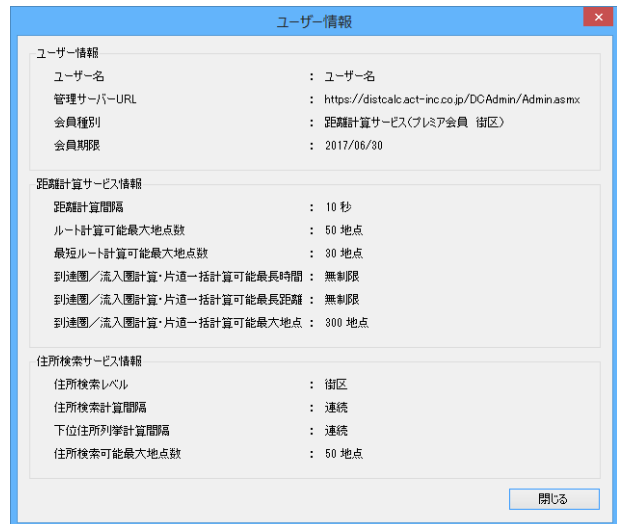 ユーザー情報
ユーザー情報
ユーザー名 : ユーザー名
管理サーバーURL : https://distcalc.act-inc.co.jp/DCAdmin/Admin.asmx
会員種別 : 距離計算サービス(プレミア会員 街区)
会員期限 : 2017/06/30
距離計算サービス情報
距離計算間隔 : 10 秒
ルート計算可能最大地点数 : 50 地点
最短ルート計算可能最大地点数 : 30 地点
到達圏/流入圏計算・片道一括計算可能最長時間 : 無制限
到達圏/流入圏計算・片道一括計算可能最長距離 : 無制限
到達圏/流入圏計算・片道一括計算可能最大地点 : 300 地点
住所検索サービス情報
住所検索レベル : 街区
住所検索計算間隔 : 連続
下位住所列挙計算間隔 : 連続
住所検索可能最大地点数 : 50 地点
閉じる